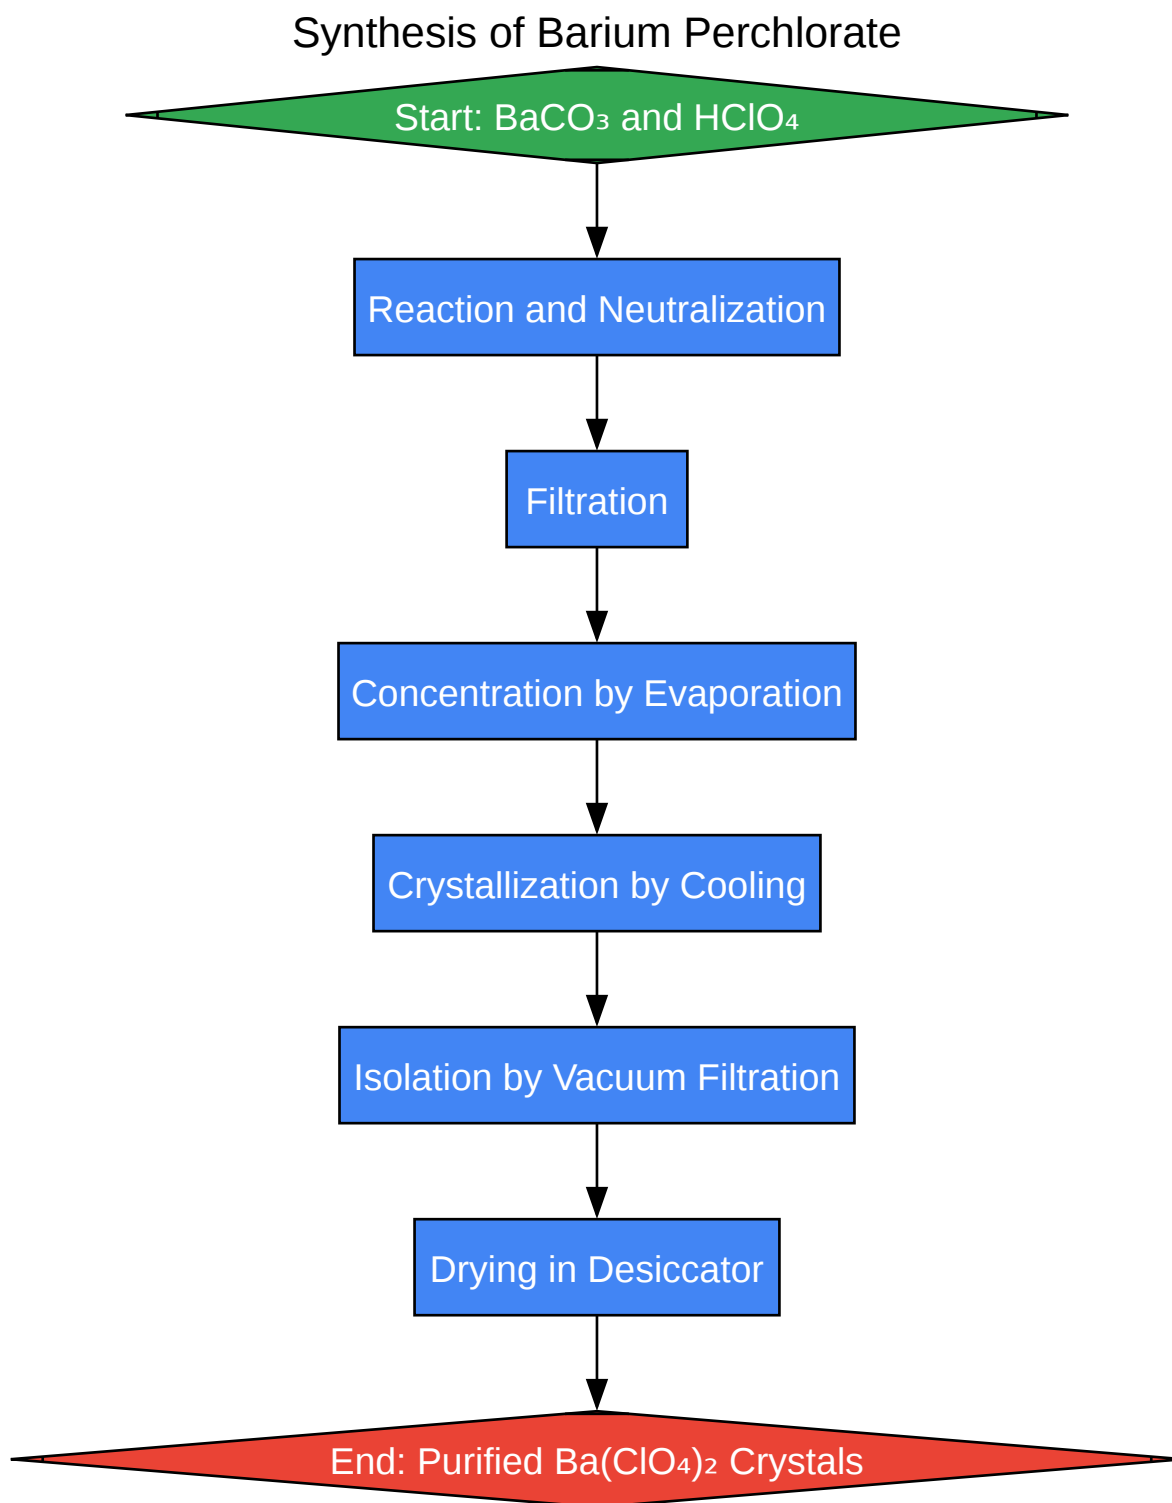 Synthesis of Barium Perchlorate
Start: BaCO₃ and HClO₄
Reaction and Neutralization
Filtration
Concentration by Evaporation
Crystallization by Cooling
Isolation by Vacuum Filtration
Drying in Desiccator
End: Purified Ba(ClO₄)₂ Crystals